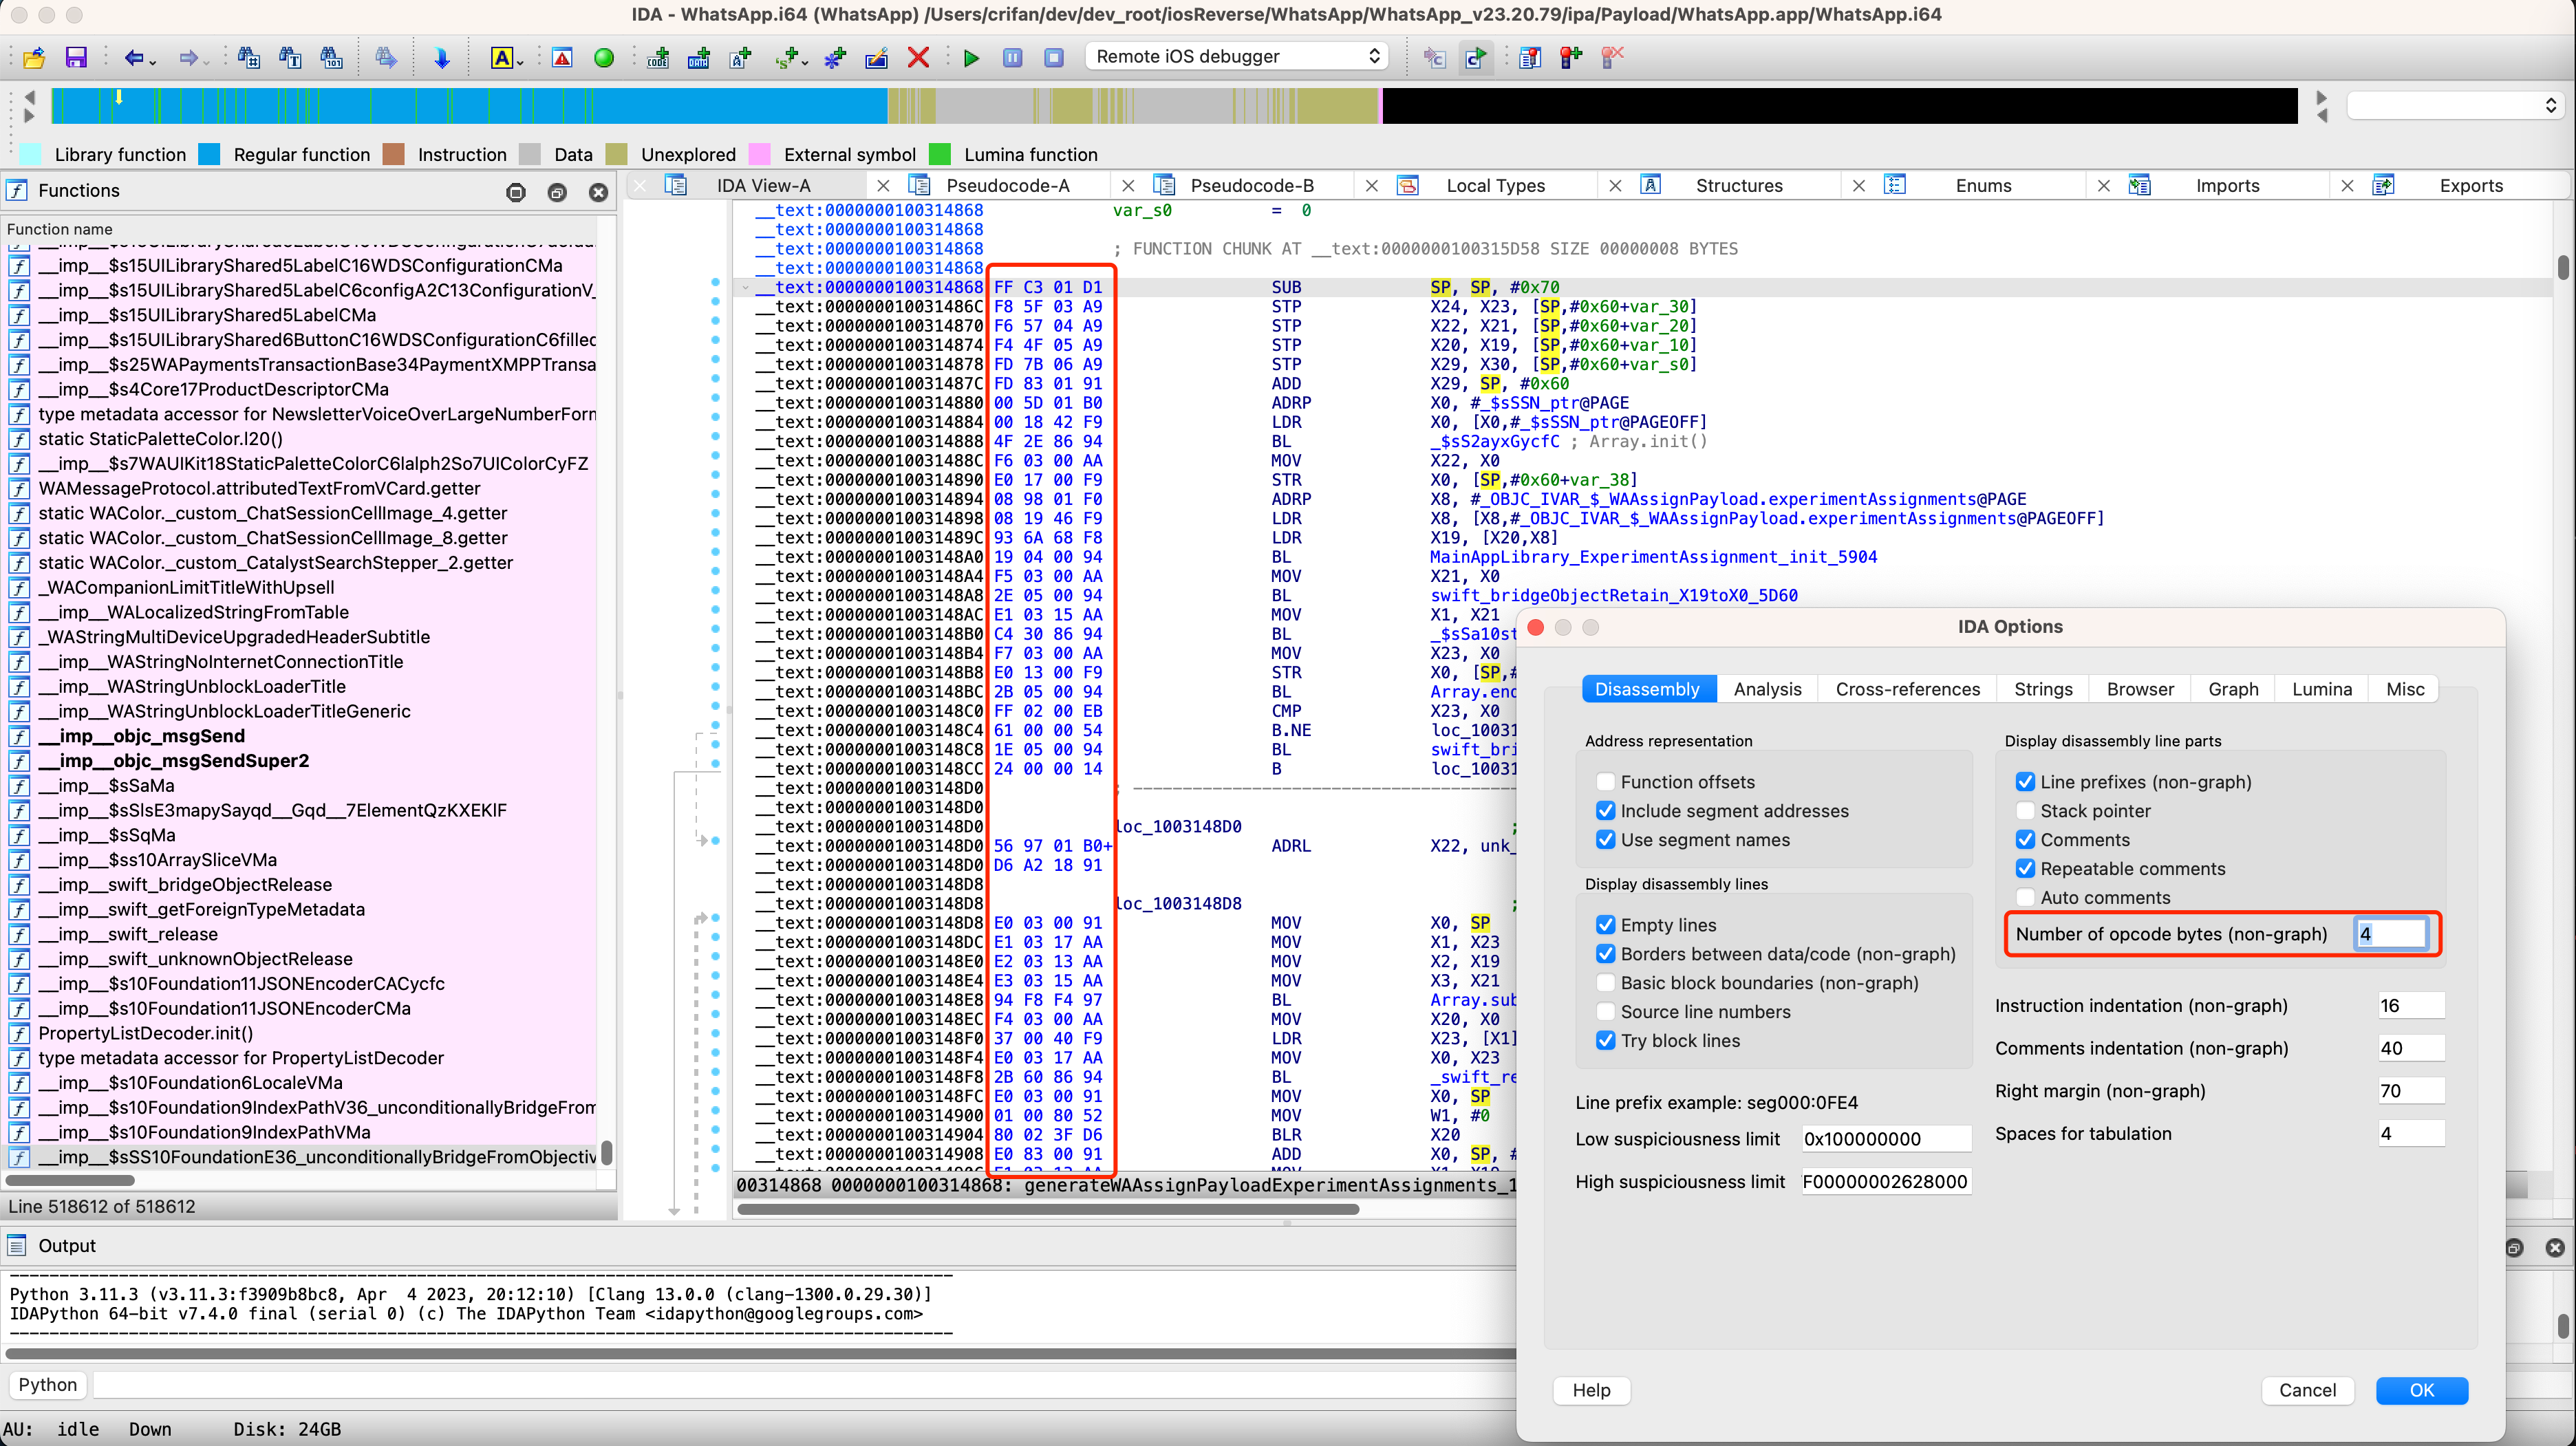 IDA - WhatsApp.i64 (WhatsApp) /Users/crifan/dev/dev_root/iosReverse/WhatsApp/WhatsApp_v23.20.79/ipa/Payload/WhatsApp.app/WhatsApp.i64
Remote iOS debugger
Library function Regular function Instruction Data Unexplored External symbol Lumina function
Functions
Function name
__imp__$s15UILibraryShared5LabelC16WDSConfigurationCMa
__imp__$s15UILibraryShared5LabelC6configA2C13ConfigurationV_
__imp__$s15UILibraryShared5LabelCMa
__imp__$s15UILibraryShared6ButtonC16WDSConfigurationC6filled
__imp__$s25WAPaymentsTransactionBase34PaymentXMPPTransa
__imp__$s4Core17ProductDescriptorCMa
type metadata accessor for NewsletterVoiceOverLargeNumberForm
static StaticPaletteColor.l20()
__imp__$s7WAUIKit18StaticPaletteColorC6lalph2So7UIColorCyFZ
WAMessageProtocol.attributedTextFromVCard.getter
static WAColor._custom_ChatSessionCellImage_4.getter
static WAColor._custom_ChatSessionCellImage_8.getter
static WAColor._custom_CatalystSearchStepper_2.getter
_WACompanionLimitTitleWithUpsell
__imp__WALocalizedStringFromTable
_WAStringMultiDeviceUpgradedHeaderSubtitle
__imp__WAStringNoInternetConnectionTitle
__imp__WAStringUnblockLoaderTitle
__imp__WAStringUnblockLoaderTitleGeneric
__imp__objc_msgSend
__imp__objc_msgSendSuper2
__imp__$sSaMa
__imp__$sSlsE3mapySayqd__Gqd__7ElementQzKXEKlF
__imp__$sSqMa
__imp__$ss10ArraySliceVMa
__imp__swift_bridgeObjectRelease
__imp__swift_getForeignTypeMetadata
__imp__swift_release
__imp__swift_unknownObjectRelease
__imp__$s10Foundation11JSONEncoderCACycfc
__imp__$s10Foundation11JSONEncoderCMa
PropertyListDecoder.init()
type metadata accessor for PropertyListDecoder
__imp__$s10Foundation6LocaleVMa
__imp__$s10Foundation9IndexPathV36_unconditionallyBridgeFrom
__imp__$s10Foundation9IndexPathVMa
__imp__$sSS10FoundationE36_unconditionallyBridgeFromObjectiv
Line 518612 of 518612
IDA View-A Pseudocode-A Pseudocode-B Local Types Structures Enums Imports Exports
__text:0000000100314868 var_s0 = 0
__text:0000000100314868
__text:0000000100314868 ; FUNCTION CHUNK AT __text:0000000100315D58 SIZE 00000008 BYTES
__text:0000000100314868
__text:0000000100314868 FF C3 01 D1 SUB SP, SP, #0x70
__text:000000010031486C F8 5F 03 A9 STP X24, X23, [SP,#0x60+var_30]
__text:0000000100314870 F6 57 04 A9 STP X22, X21, [SP,#0x60+var_20]
__text:0000000100314874 F4 4F 05 A9 STP X20, X19, [SP,#0x60+var_10]
__text:0000000100314878 FD 7B 06 A9 STP X29, X30, [SP,#0x60+var_s0]
__text:000000010031487C FD 83 01 91 ADD X29, SP, #0x60
__text:0000000100314880 00 5D 01 B0 ADRP X0, #_$sSSN_ptr@PAGE
__text:0000000100314884 00 18 42 F9 LDR X0, [X0,#_$sSSN_ptr@PAGEOFF]
__text:0000000100314888 4F 2E 86 94 BL _$sS2ayxGycfC ; Array.init()
__text:000000010031488C F6 03 00 AA MOV X22, X0
__text:0000000100314890 E0 17 00 F9 STR X0, [SP,#0x60+var_38]
__text:0000000100314894 08 98 01 F0 ADRP X8, #_OBJC_IVAR_$_WAAssignPayload.experimentAssignments@PAGE
__text:0000000100314898 08 19 46 F9 LDR X8, [X8,#_OBJC_IVAR_$_WAAssignPayload.experimentAssignments@PAGEOFF]
__text:000000010031489C 93 6A 68 F8 LDR X19, [X20,X8]
__text:00000001003148A0 19 04 00 94 BL MainAppLibrary_ExperimentAssignment_init_5904
__text:00000001003148A4 F5 03 00 AA MOV X21, X0
__text:00000001003148A8 2E 05 00 94 BL swift_bridgeObjectRetain_X19toX0_5D60
__text:00000001003148AC E1 03 15 AA MOV X1, X21
__text:00000001003148B0 C4 30 86 94 BL _$sSa10st
__text:00000001003148B4 F7 03 00 AA MOV X23, X0
__text:00000001003148B8 E0 13 00 F9 STR X0, [SP,#
__text:00000001003148BC 2B 05 00 94 BL Array.end
__text:00000001003148C0 FF 02 00 EB CMP X23, X0
__text:00000001003148C4 61 00 00 54 B.NE loc_10031
__text:00000001003148C8 1E 05 00 94 BL swift_bri
__text:00000001003148CC 24 00 00 14 B loc_10031
__text:00000001003148D0 ; ---------------------------------------
__text:00000001003148D0
__text:00000001003148D0 loc_1003148D0 ;
__text:00000001003148D0 56 97 01 B0+ ADRL X22, unk_
__text:00000001003148D0 D6 A2 18 91
__text:00000001003148D8
__text:00000001003148D8 loc_1003148D8 ;
__text:00000001003148D8 E0 03 00 91 MOV X0, SP
__text:00000001003148DC E1 03 17 AA MOV X1, X23
__text:00000001003148E0 E2 03 13 AA MOV X2, X19
__text:00000001003148E4 E3 03 15 AA MOV X3, X21
__text:00000001003148E8 94 F8 F4 97 BL Array.sub
__text:00000001003148EC F4 03 00 AA MOV X20, X0
__text:00000001003148F0 37 00 40 F9 LDR X23, [X1]
__text:00000001003148F4 E0 03 17 AA MOV X0, X23
__text:00000001003148F8 2B 60 86 94 BL _swift_re
__text:00000001003148FC E0 03 00 91 MOV X0, SP
__text:0000000100314900 01 00 80 52 MOV W1, #0
__text:0000000100314904 80 02 3F D6 BLR X20
__text:0000000100314908 E0 83 00 91 ADD X0, SP, #
00314868 0000000100314868: generateWAAssignPayloadExperimentAssignments_1
IDA Options
Disassembly Analysis Cross-references Strings Browser Graph Lumina Misc
Address representation
Function offsets
Include segment addresses
Use segment names
Display disassembly lines
Empty lines
Borders between data/code (non-graph)
Basic block boundaries (non-graph)
Source line numbers
Try block lines
Line prefix example: seg000:0FE4
Low suspiciousness limit 0x100000000
High suspiciousness limit F00000002628000
Display disassembly line parts
Line prefixes (non-graph)
Stack pointer
Comments
Repeatable comments
Auto comments
Number of opcode bytes (non-graph) 4
Instruction indentation (non-graph) 16
Comments indentation (non-graph) 40
Right margin (non-graph) 70
Spaces for tabulation 4
Help Cancel OK
Output
Python 3.11.3 (v3.11.3:f3909b8bc8, Apr  4 2023, 20:12:10) [Clang 13.0.0 (clang-1300.0.29.30)]
IDAPython 64-bit v7.4.0 final (serial 0) (c) The IDAPython Team <idapython@googlegroups.com>
Python
AU: idle Down Disk: 24GB